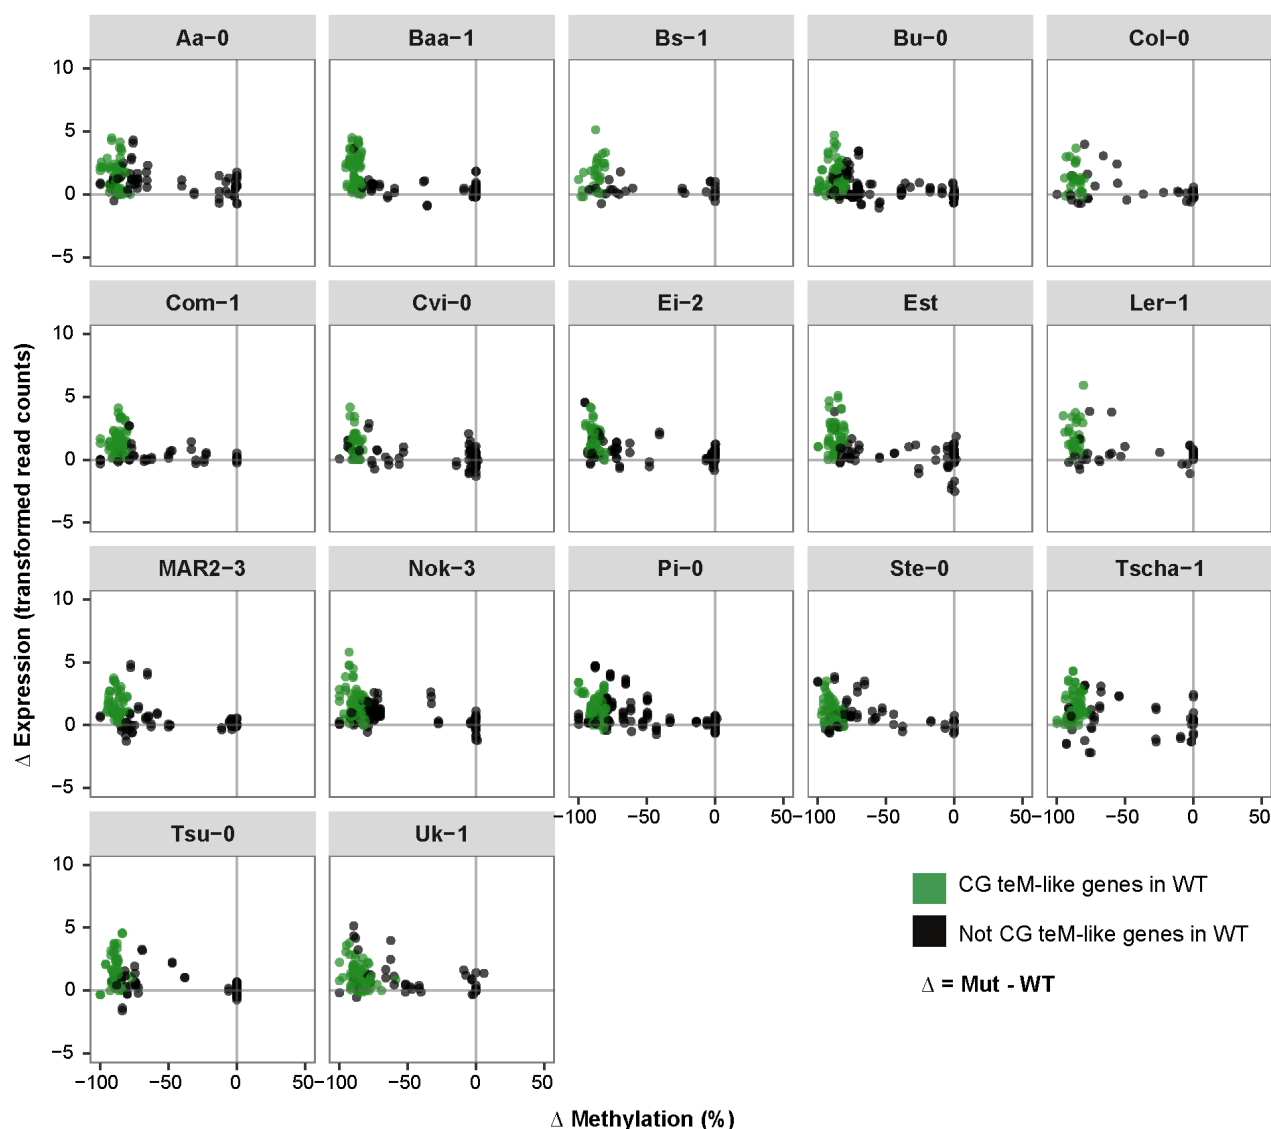 Aa−0 Baa−1 Bs−1 Bu−0 Col−0
10
5
0
−5
Com−1 Cvi−0 Ei−2 Est Ler−1
10
5
0
−5
MAR2−3 Nok−3 Pi−0 Ste−0 Tscha−1
10
5
0
−5
−100 −50 0 50 −100 −50 0 50 −100 −50 0 50
Tsu−0 Uk−1
10
5
0
−5
−100 −50 0 50 −100 −50 0 50
Δ Expression (transformed read counts)
Δ Methylation (%)
CG teM−like genes in WT
Not CG teM−like genes in WT
Δ = Mut - WT